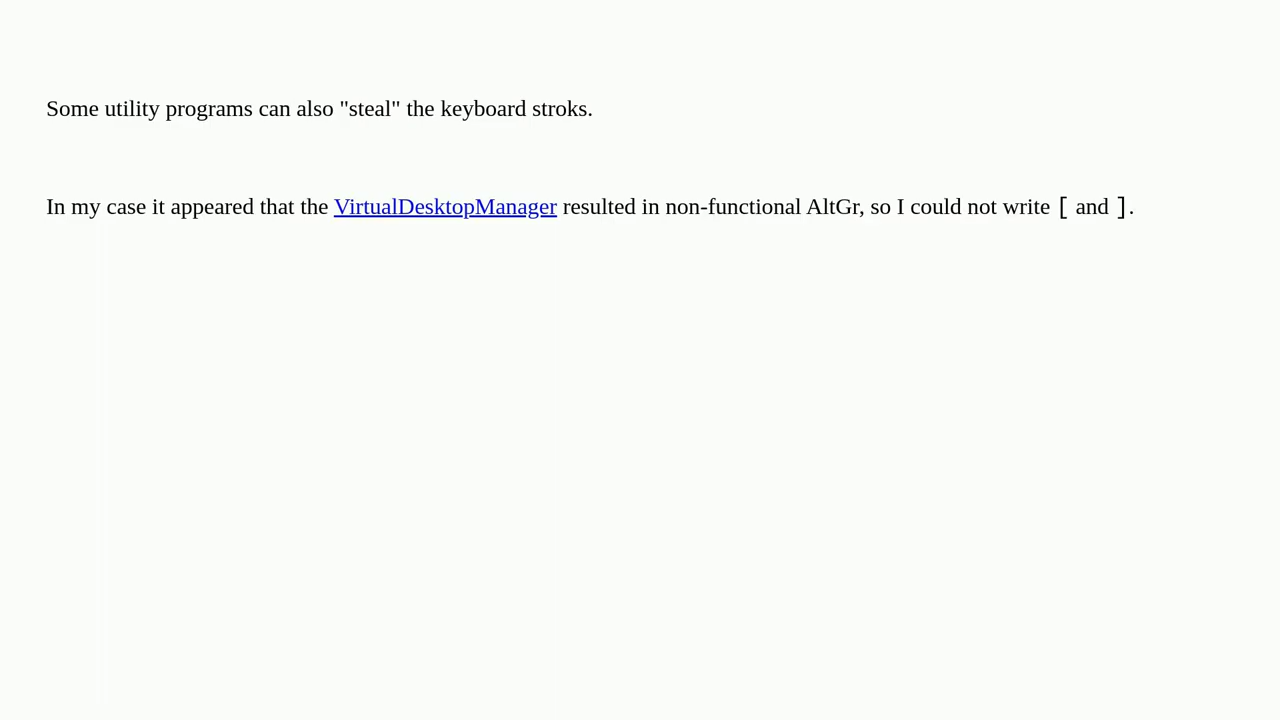 Some utility programs can also "steal" the keyboard stroks.
In my case it appeared that the VirtualDesktopManager resulted in non-functional AltGr, so I could not write [ and ].